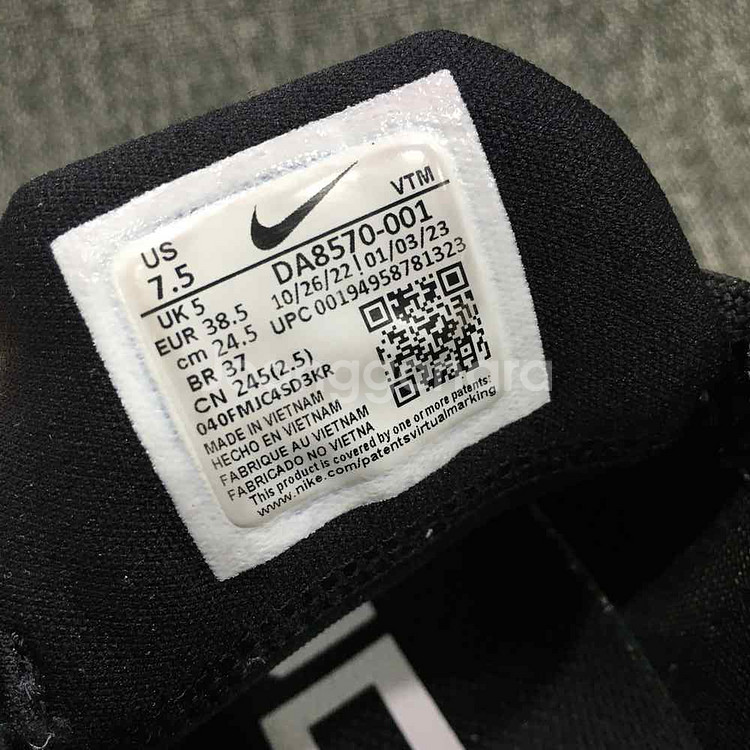 VTM
US
7.5
DA8570-001
10/26/22 | 01/03/23
UPC 00194958781323
UK 5
EUR 38.5
cm 24.5
BR 37
CN 245(2.5)
040FMJC4SD3KR
MADE IN VIETNAM
HECHO EN VIETNAM
FABRIQUE AU VIETNAM
FABRICADO NO VIETNA
This product is covered by one or more patents:
www.nike.com/patentsvirtualmarking